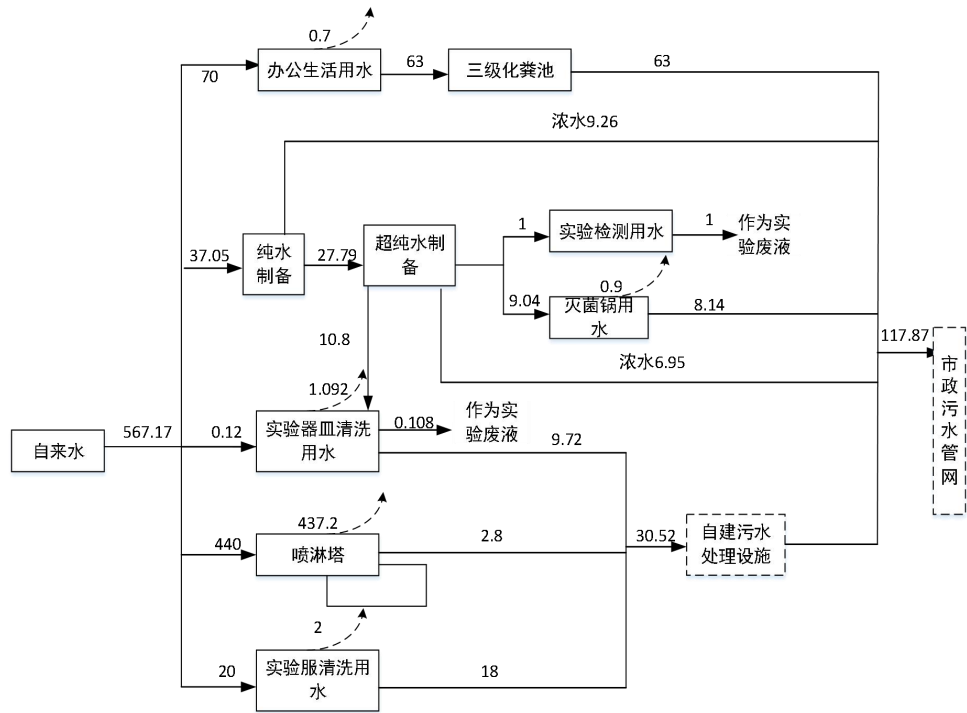 0.7
70
办公生活用水
63
三级化粪池
63
浓水9.26
37.05
纯水
制备
27.79
超纯水制
备
1
实验检测用水
1
作为实
验废液
0.9
9.04
灭菌锅用
水
8.14
10.8
浓水6.95
117.87
市
政
污
水
管
网
1.092
自来水
567.17
0.12
实验器皿清洗
用水
0.108
作为实
验废液
9.72
437.2
440
喷淋塔
2.8
30.52
自建污水
处理设施
2
20
实验服清洗用
水
18